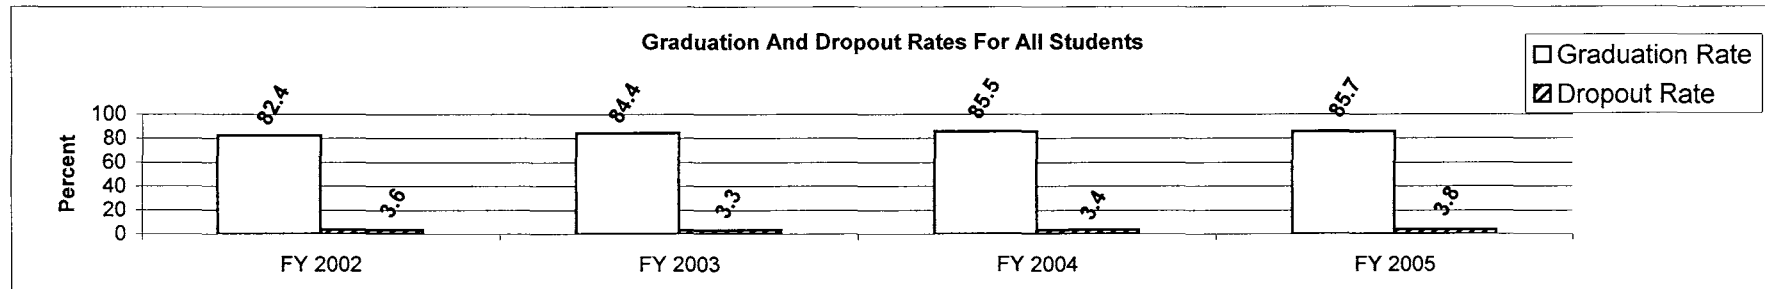 Graduation And Dropout Rates For All Students
Graduation Rate
Dropout Rate
Percent
100
80
60
40
20
0
82.4
3.6
84.4
3.3
85.5
3.4
85.7
3.8
FY 2002
FY 2003
FY 2004
FY 2005